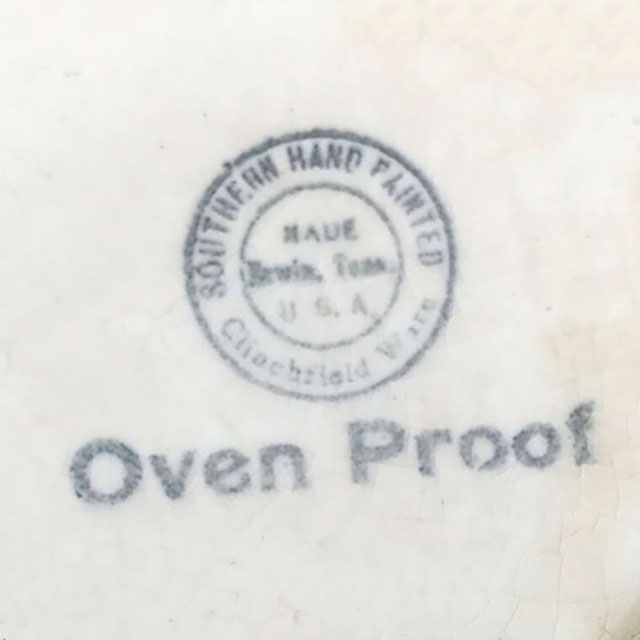 SOUTHERN HAND PAINTED
MADE
Erwin, Tenn.
U. S. A.
Clinchfield Ware
Oven Proof